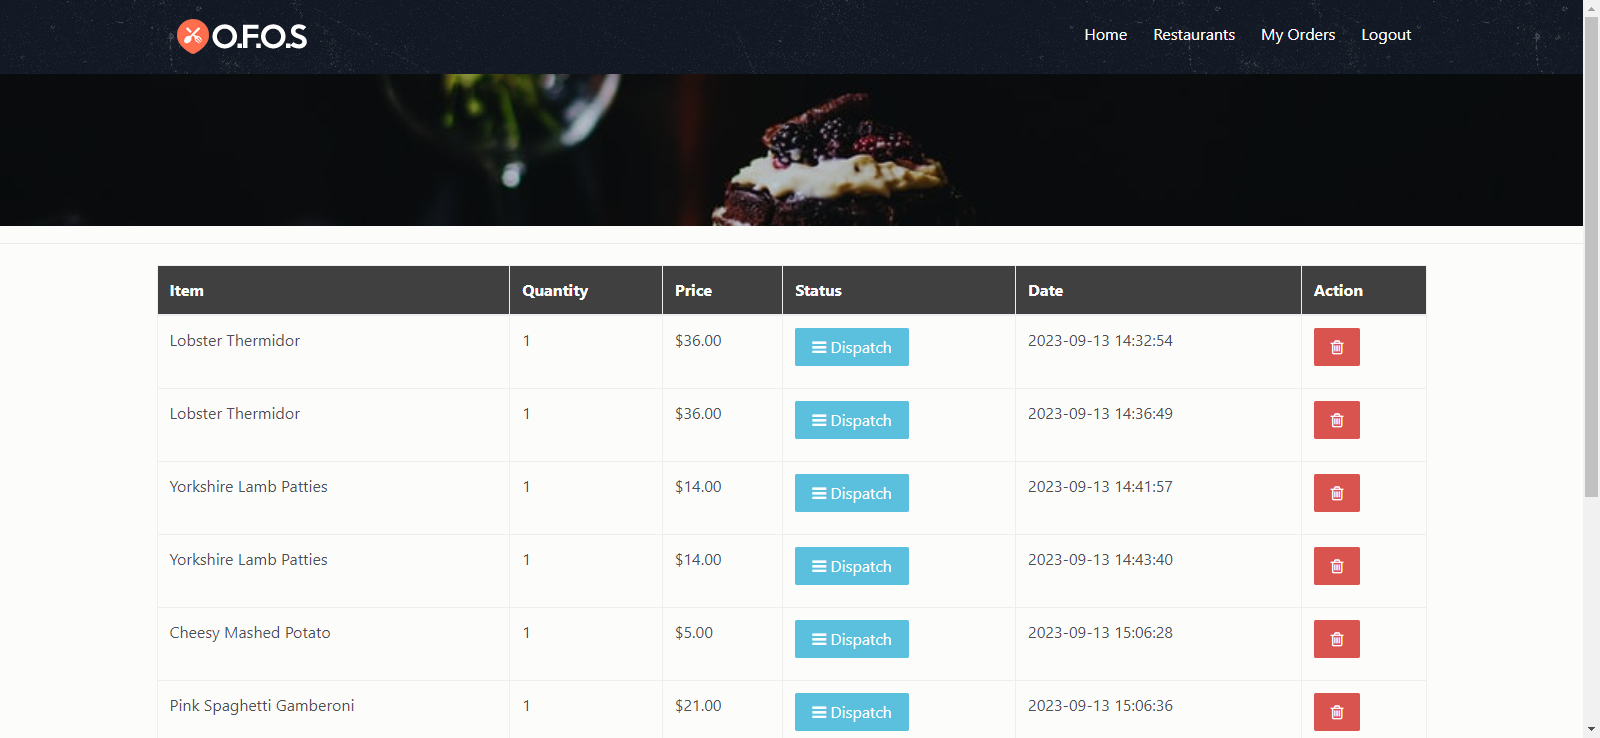 O.F.O.S
Home Restaurants My Orders Logout
Item Quantity Price Status Date Action
Lobster Thermidor 1 $36.00 Dispatch 2023-09-13 14:32:54
Lobster Thermidor 1 $36.00 Dispatch 2023-09-13 14:36:49
Yorkshire Lamb Patties 1 $14.00 Dispatch 2023-09-13 14:41:57
Yorkshire Lamb Patties 1 $14.00 Dispatch 2023-09-13 14:43:40
Cheesy Mashed Potato 1 $5.00 Dispatch 2023-09-13 15:06:28
Pink Spaghetti Gamberoni 1 $21.00 Dispatch 2023-09-13 15:06:36